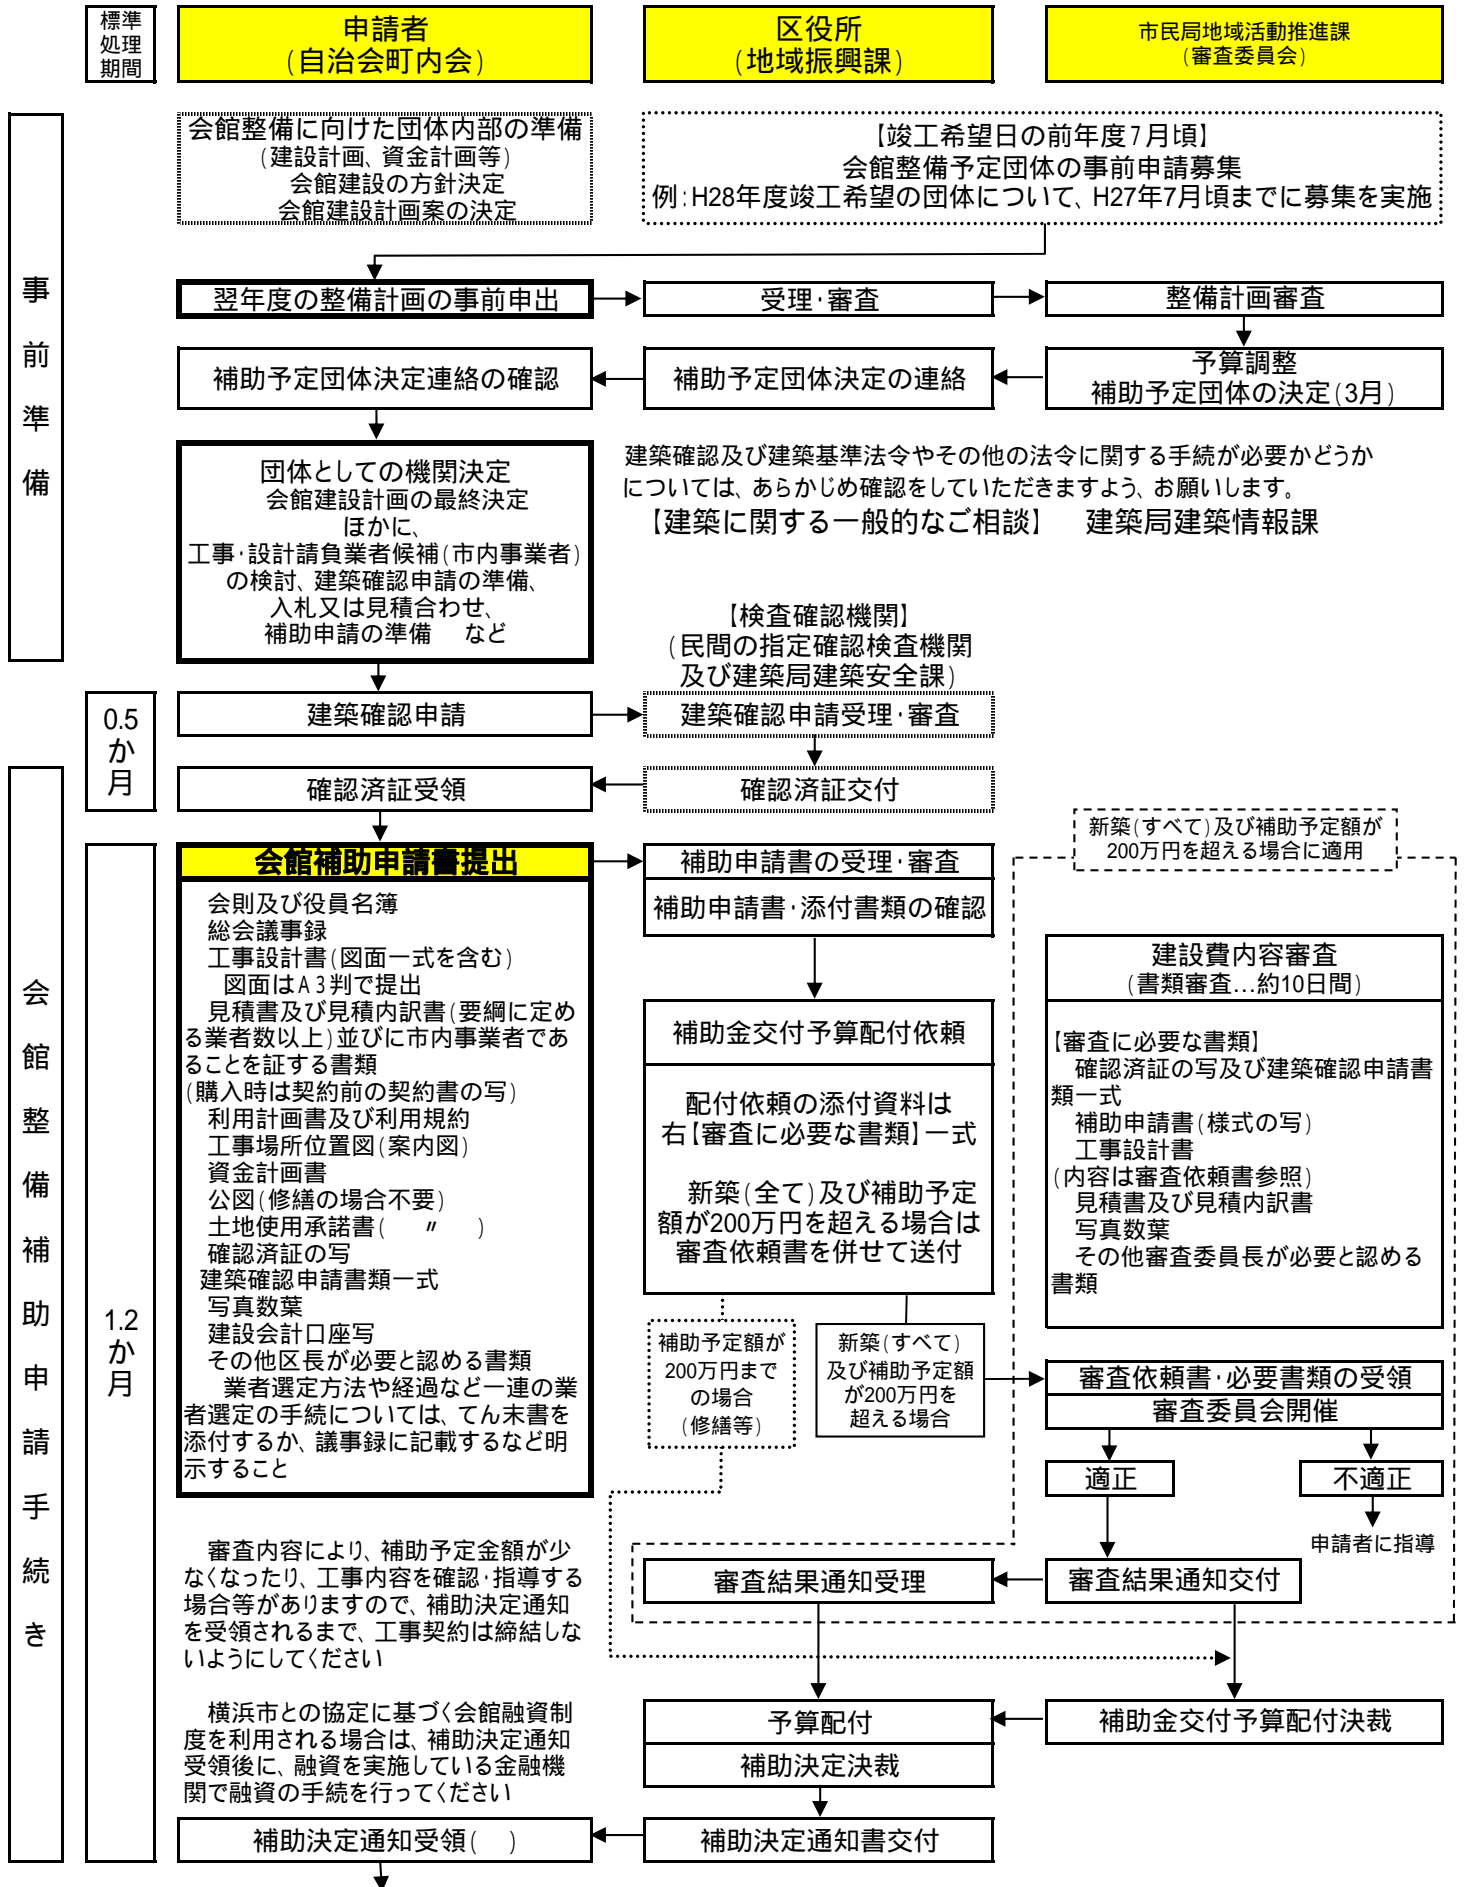 標準
処理
期間
申請者
(自治会町内会)
区役所
(地域振興課)
市民局地域活動推進課
(審査委員会)
事前準備
会館整備に向けた団体内部の準備
(建設計画、資金計画等)
会館建設の方針決定
会館建設計画案の決定
【竣工希望日の前年度7月頃】
会館整備予定団体の事前申請募集
例:H28年度竣工希望の団体について、H27年7月頃までに募集を実施
翌年度の整備計画の事前申出
受理・審査
整備計画審査
補助予定団体決定連絡の確認
補助予定団体決定の連絡
予算調整
補助予定団体の決定(3月)
団体としての機関決定
会館建設計画の最終決定
ほかに、
工事・設計請負業者候補(市内事業者)
の検討、建築確認申請の準備、
入札又は見積合わせ、
補助申請の準備　など
建築確認及び建築基準法令やその他の法令に関する手続が必要かどうか
については、あらかじめ確認をしていただきますよう、お願いします。
【建築に関する一般的なご相談】　建築局建築情報課
【検査確認機関】
(民間の指定確認検査機関
及び建築局建築安全課)
0.5
か
月
建築確認申請
建築確認申請受理・審査
確認済証受領
確認済証交付
会館整備補助申請手続き
1.2
か
月
会館補助申請書提出
会則及び役員名簿
総会議事録
工事設計書(図面一式を含む)
図面はA3判で提出
見積書及び見積内訳書(要綱に定め
る業者数以上)並びに市内事業者であ
ることを証する書類
(購入時は契約前の契約書の写)
利用計画書及び利用規約
工事場所位置図(案内図)
資金計画書
公図(修繕の場合不要)
土地使用承諾書(　〃　)
確認済証の写
建築確認申請書類一式
写真数葉
建設会計口座写
その他区長が必要と認める書類
業者選定方法や経過など一連の業
者選定の手続については、てん末書を
添付するか、議事録に記載するなど明
示すること
補助申請書の受理・審査
補助申請書・添付書類の確認
補助金交付予算配付依頼
配付依頼の添付資料は
右【審査に必要な書類】一式
新築(全て)及び補助予定
額が200万円を超える場合は
審査依頼書を併せて送付
補助予定額が
200万円まで
の場合
(修繕等)
新築(すべて)
及び補助予定額
が200万円を
超える場合
新築(すべて)及び補助予定額が
200万円を超える場合に適用
建設費内容審査
(書類審査…約10日間)
【審査に必要な書類】
確認済証の写及び建築確認申請書
類一式
補助申請書(様式の写)
工事設計書
(内容は審査依頼書参照)
見積書及び見積内訳書
写真数葉
その他審査委員長が必要と認める
書類
審査依頼書・必要書類の受領
審査委員会開催
適正
不適正
申請者に指導
審査結果通知受理
審査結果通知交付
審査内容により、補助予定金額が少
なくなったり、工事内容を確認・指導する
場合等がありますので、補助決定通知
を受領されるまで、工事契約は締結しな
いようにしてください
横浜市との協定に基づく会館融資制
度を利用される場合は、補助決定通知
受領後に、融資を実施している金融機
関で融資の手続を行ってください
予算配付
補助決定決裁
補助金交付予算配付決裁
補助決定通知受領(　)
補助決定通知書交付